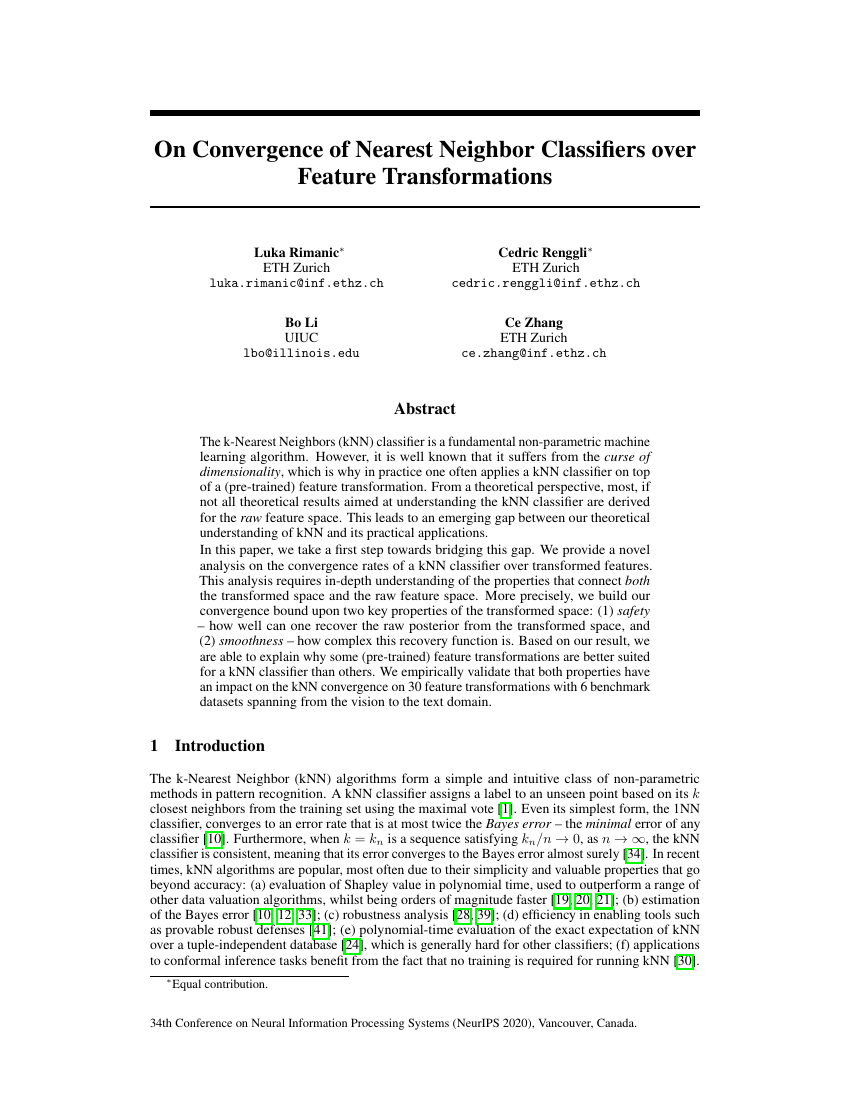 On Convergence of Nearest Neighbor Classifiers over
Feature Transformations
Luka Rimanic*
ETH Zurich
luka.rimanic@inf.ethz.ch
Cedric Renggli*
ETH Zurich
cedric.renggli@inf.ethz.ch
Bo Li
UIUC
lbo@illinois.edu
Ce Zhang
ETH Zurich
ce.zhang@inf.ethz.ch
Abstract
The k-Nearest Neighbors (kNN) classifier is a fundamental non-parametric machine
learning algorithm. However, it is well known that it suffers from the curse of
dimensionality, which is why in practice one often applies a kNN classifier on top
of a (pre-trained) feature transformation. From a theoretical perspective, most, if
not all theoretical results aimed at understanding the kNN classifier are derived
for the raw feature space. This leads to an emerging gap between our theoretical
understanding of kNN and its practical applications.
In this paper, we take a first step towards bridging this gap. We provide a novel
analysis on the convergence rates of a kNN classifier over transformed features.
This analysis requires in-depth understanding of the properties that connect both
the transformed space and the raw feature space. More precisely, we build our
convergence bound upon two key properties of the transformed space: (1) safety
– how well can one recover the raw posterior from the transformed space, and
(2) smoothness – how complex this recovery function is. Based on our result, we
are able to explain why some (pre-trained) feature transformations are better suited
for a kNN classifier than others. We empirically validate that both properties have
an impact on the kNN convergence on 30 feature transformations with 6 benchmark
datasets spanning from the vision to the text domain.
1 Introduction
The k-Nearest Neighbor (kNN) algorithms form a simple and intuitive class of non-parametric
methods in pattern recognition. A kNN classifier assigns a label to an unseen point based on its k
closest neighbors from the training set using the maximal vote [1]. Even its simplest form, the 1NN
classifier, converges to an error rate that is at most twice the Bayes error – the minimal error of any
classifier [10]. Furthermore, when k = kₙ is a sequence satisfying kₙ/n → 0, as n → ∞, the kNN
classifier is consistent, meaning that its error converges to the Bayes error almost surely [34]. In recent
times, kNN algorithms are popular, most often due to their simplicity and valuable properties that go
beyond accuracy: (a) evaluation of Shapley value in polynomial time, used to outperform a range of
other data valuation algorithms, whilst being orders of magnitude faster [19, 20, 21]; (b) estimation
of the Bayes error [10, 12, 33]; (c) robustness analysis [28, 39]; (d) efficiency in enabling tools such
as provable robust defenses [41]; (e) polynomial-time evaluation of the exact expectation of kNN
over a tuple-independent database [24], which is generally hard for other classifiers; (f) applications
to conformal inference tasks benefit from the fact that no training is required for running kNN [30].
*Equal contribution.
34th Conference on Neural Information Processing Systems (NeurIPS 2020), Vancouver, Canada.